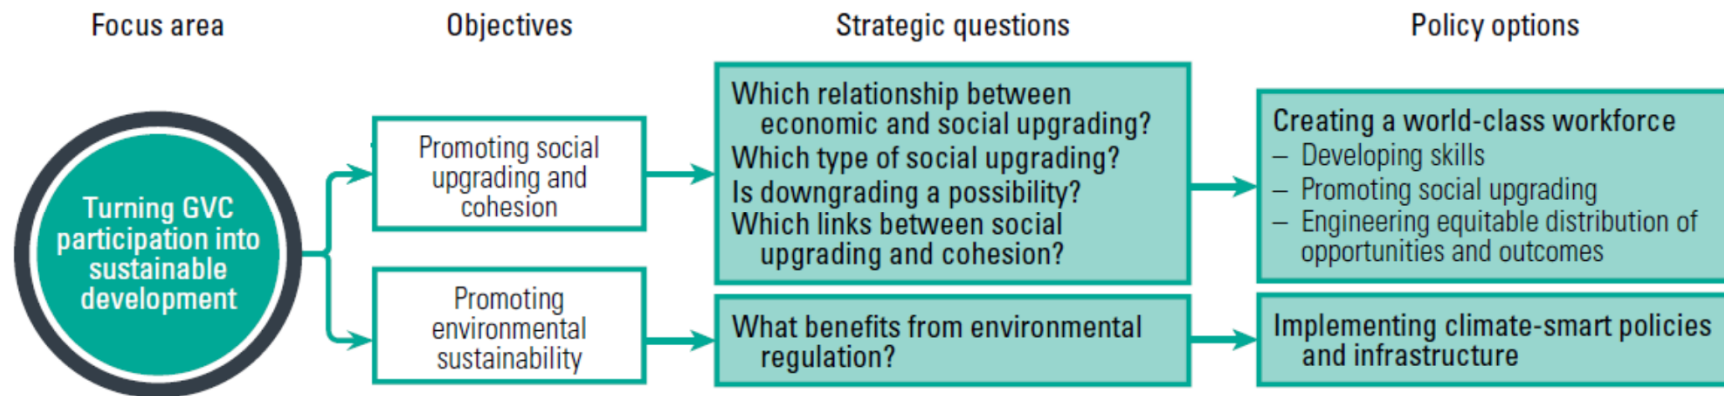 Focus area
Objectives
Strategic questions
Policy options
Turning GVC
participation into
sustainable
development
Promoting social
upgrading and
cohesion
Which relationship between
economic and social upgrading?
Which type of social upgrading?
Is downgrading a possibility?
Which links between social
upgrading and cohesion?
Creating a world-class workforce
– Developing skills
– Promoting social upgrading
– Engineering equitable distribution of
opportunities and outcomes
Promoting
environmental
sustainability
What benefits from environmental
regulation?
Implementing climate-smart policies
and infrastructure